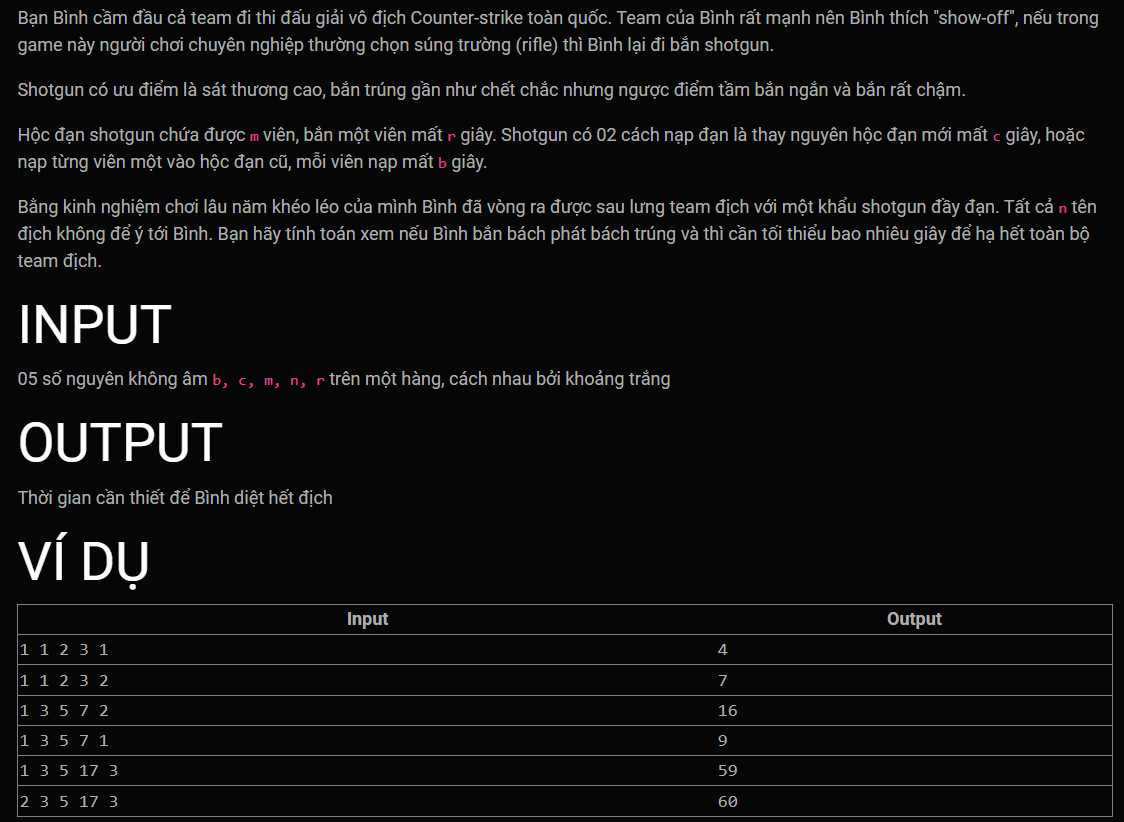 Bạn Bình cầm đầu cả team đi thi đấu giải vô địch Counter-strike toàn quốc. Team của Bình rất mạnh nên Bình thích "show-off", nếu trong
game này người chơi chuyên nghiệp thường chọn súng trường (rifle) thì Bình lại đi bắn shotgun.
Shotgun có ưu điểm là sát thương cao, bắn trúng gần như chết chắc nhưng ngược điểm tầm bắn ngắn và bắn rất chậm.
Hộc đạn shotgun chứa được m viên, bắn một viên mất r giây. Shotgun có 02 cách nạp đạn là thay nguyên hộc đạn mới mất c giây, hoặc
nạp từng viên một vào hộc đạn cũ, mỗi viên nạp mất b giây.
Bằng kinh nghiệm chơi lâu năm khéo léo của mình Bình đã vòng ra được sau lưng team địch với một khẩu shotgun đầy đạn. Tất cả n tên
địch không để ý tới Bình. Bạn hãy tính toán xem nếu Bình bắn bách phát bách trúng và thì cần tối thiểu bao nhiêu giây để hạ hết toàn bộ
team địch.
INPUT
05 số nguyên không âm b, c, m, n, r trên một hàng, cách nhau bởi khoảng trắng
OUTPUT
Thời gian cần thiết để Bình diệt hết địch
VÍ DỤ
Input Output
1 1 2 3 1 4
1 1 2 3 2 7
1 3 5 7 2 16
1 3 5 7 1 9
1 3 5 17 3 59
2 3 5 17 3 60